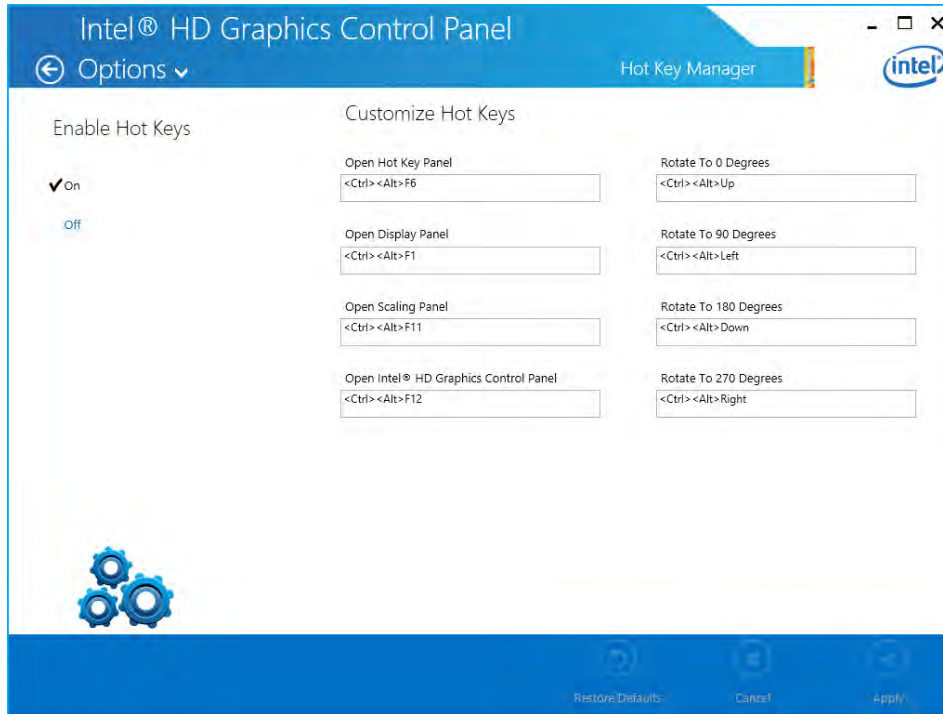 Intel® HD Graphics Control Panel
Options
Hot Key Manager
intel
Enable Hot Keys
On
Off
Customize Hot Keys
Open Hot Key Panel
<Ctrl><Alt>F6
Open Display Panel
<Ctrl><Alt>F1
Open Scaling Panel
<Ctrl><Alt>F11
Open Intel® HD Graphics Control Panel
<Ctrl><Alt>F12
Rotate To 0 Degrees
<Ctrl><Alt>Up
Rotate To 90 Degrees
<Ctrl><Alt>Left
Rotate To 180 Degrees
<Ctrl><Alt>Down
Rotate To 270 Degrees
<Ctrl><Alt>Right
Restore Defaults
Cancel
Apply